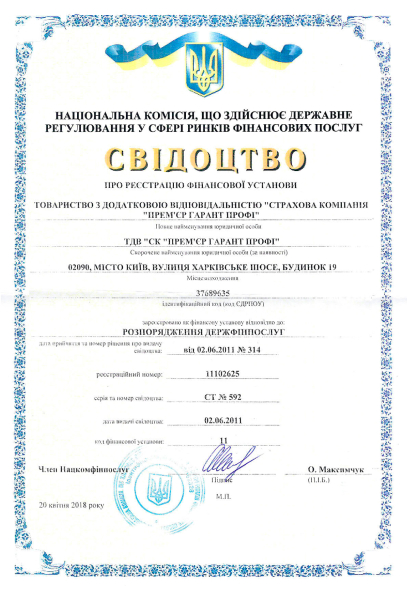 НАЦІОНАЛЬНА КОМІСІЯ, ЩО ЗДІЙСНЮЄ ДЕРЖАВНЕ
РЕГУЛЮВАННЯ У СФЕРІ РИНКІВ ФІНАНСОВИХ ПОСЛУГ
СВІДОЦТВО
ПРО РЕЄСТРАЦІЮ ФІНАНСОВОЇ УСТАНОВИ
ТОВАРИСТВО З ДОДАТКОВОЮ ВІДПОВІДАЛЬНІСТЮ "СТРАХОВА КОМПАНІЯ
"ПРЕМ'ЄР ГАРАНТ ПРОФІ"
Повне найменування юридичної особи
ТДВ "СК "ПРЕМ'ЄР ГАРАНТ ПРОФІ"
Скорочене найменування юридичної особи (за наявності)
02090, МІСТО КИЇВ, ВУЛИЦЯ ХАРКІВСЬКЕ ШОСЕ, БУДИНОК 19
Місцезнаходження
37689635
ідентифікаційний код (код ЄДРПОУ)
зареєстровано як фінансову установу відповідно до:
РОЗПОРЯДЖЕННЯ ДЕРЖФІНПОСЛУГ
дата прийняття та номер рішення про видачу
свідоцтва: від 02.06.2011 № 314
реєстраційний номер: 11102625
серія та номер свідоцтва: СТ № 592
дата видачі свідоцтва: 02.06.2011
код фінансової установи: 11
Член Нацкомфінпослуг О. Максимчук
Підпис (П.І.Б.)
М.П.
20 квітня 2018 року